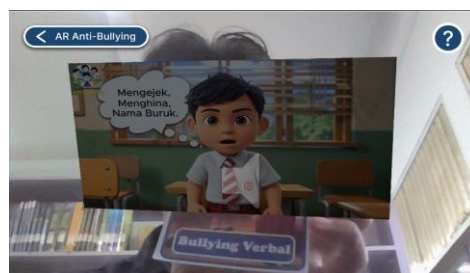 AR Anti-Bullying
?
Mengejek,
Menghina,
Nama Buruk.
Bullying Verbal